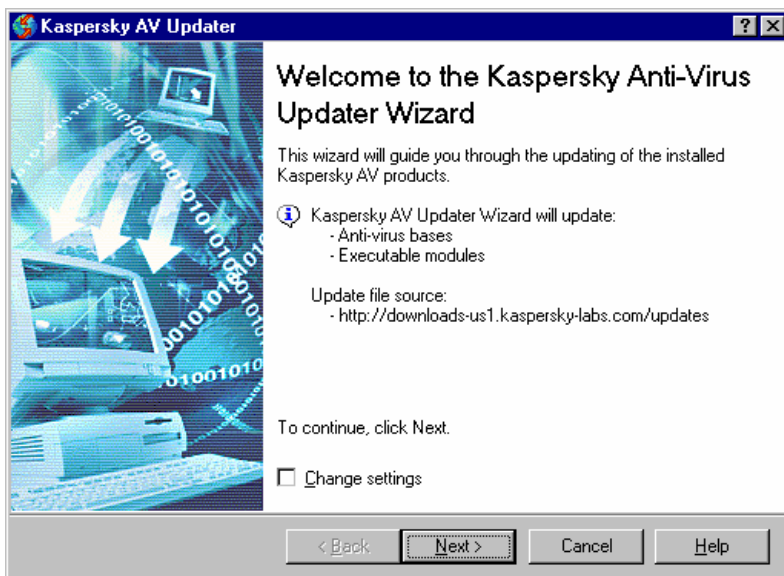 Kaspersky AV Updater
Welcome to the Kaspersky Anti-Virus
Updater Wizard
This wizard will guide you through the updating of the installed
Kaspersky AV products.
Kaspersky AV Updater Wizard will update:
- Anti-virus bases
- Executable modules
Update file source:
- http://downloads-us1.kaspersky-labs.com/updates
To continue, click Next.
Change settings
< Back
Next >
Cancel
Help